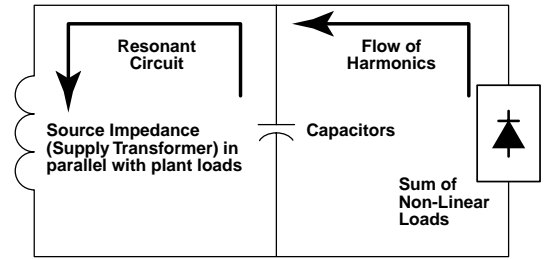 Resonant
Circuit
Flow of
Harmonics
Source Impedance
(Supply Transformer) in
parallel with plant loads
Capacitors
Sum of
Non-Linear
Loads